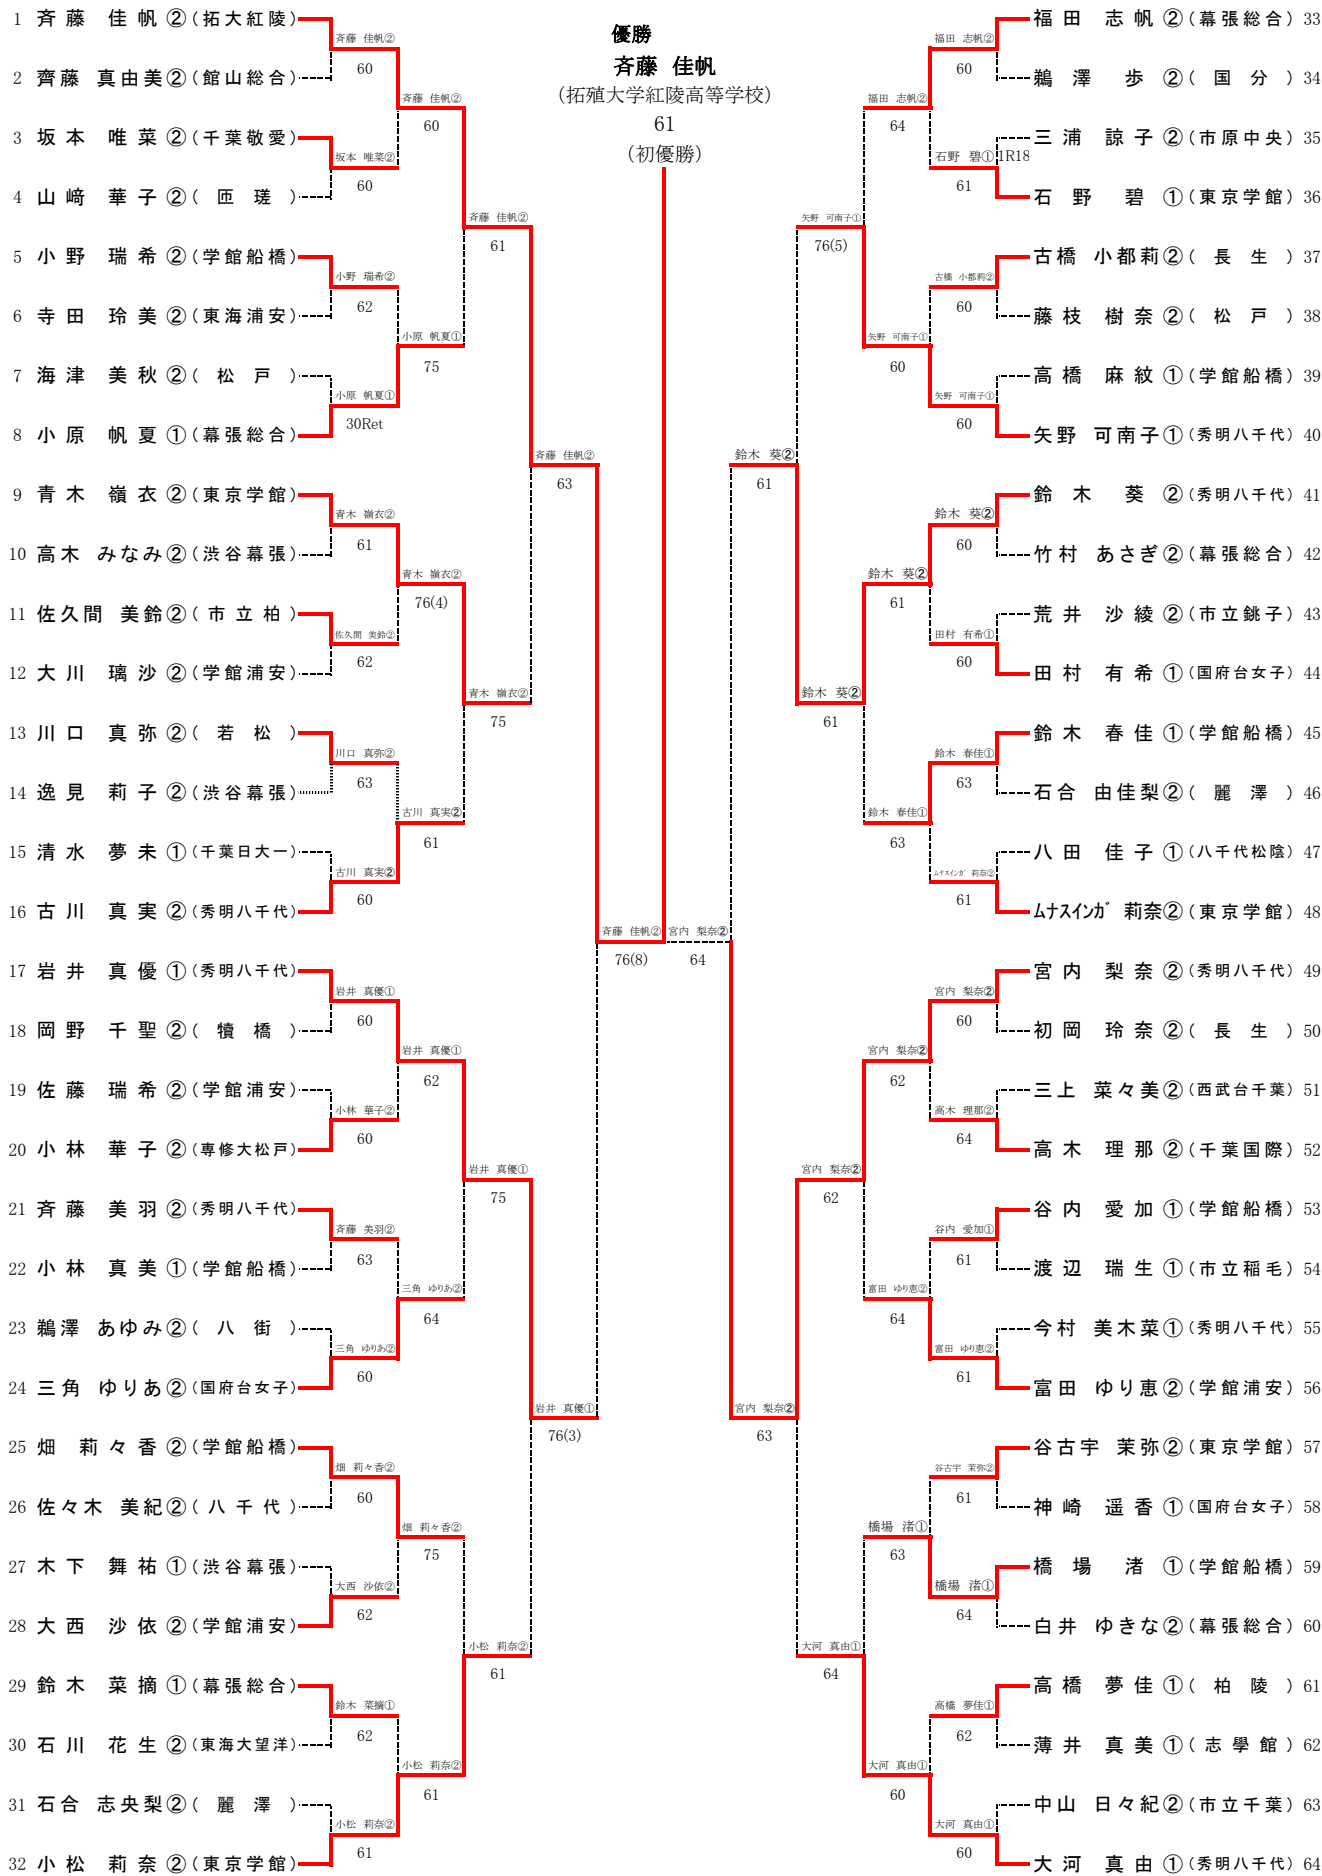 優勝
斉藤 佳帆
(拓殖大学紅陵高等学校)
61
(初優勝)
1 斉藤 佳帆 ② (拓大紅陵)
斉藤 佳帆②
60
2 齊藤 真由美 ② (館山総合)
斉藤 佳帆②
60
3 坂本 唯菜 ② (千葉敬愛)
坂本 唯菜②
60
4 山﨑 華子 ② (匝瑳)
斉藤 佳帆②
61
5 小野 瑞希 ② (学館船橋)
小野 瑞希②
62
6 寺田 玲美 ② (東海浦安)
小原 帆夏①
75
7 海津 美秋 ② (松戸)
小原 帆夏①
30Ret
8 小原 帆夏 ① (幕張総合)
斉藤 佳帆②
63
9 青木 嶺衣 ② (東京学館)
青木 嶺衣②
61
10 高木 みなみ ② (渋谷幕張)
青木 嶺衣②
76(4)
11 佐久間 美鈴 ② (市立柏)
佐久間 美鈴②
62
12 大川 璃沙 ② (学館浦安)
青木 嶺衣②
75
13 川口 真弥 ② (若松)
川口 真弥②
63
14 逸見 莉子 ② (渋谷幕張)
古川 真実②
61
15 清水 夢未 ① (千葉日大一)
古川 真実②
60
16 古川 真実 ② (秀明八千代)
斉藤 佳帆②
76(8)
17 岩井 真優 ① (秀明八千代)
岩井 真優①
60
18 岡野 千聖 ② (犢橋)
岩井 真優①
62
19 佐藤 瑞希 ② (学館浦安)
小林 華子②
60
20 小林 華子 ② (専修大松戸)
岩井 真優①
75
21 斉藤 美羽 ② (秀明八千代)
斉藤 美羽②
63
22 小林 真美 ① (学館船橋)
三角 ゆりあ②
64
23 鵜澤 あゆみ ② (八街)
三角 ゆりあ②
60
24 三角 ゆりあ ② (国府台女子)
岩井 真優①
76(3)
25 畑 莉々香 ② (学館船橋)
畑 莉々香②
60
26 佐々木 美紀 ② (八千代)
畑 莉々香②
75
27 木下 舞祐 ① (渋谷幕張)
大西 沙依②
62
28 大西 沙依 ② (学館浦安)
小松 莉奈②
61
29 鈴木 菜摘 ① (幕張総合)
鈴木 菜摘①
62
30 石川 花生 ② (東海大望洋)
小松 莉奈②
61
31 石合 志央梨 ② (麗澤)
小松 莉奈②
61
32 小松 莉奈 ② (東京学館)
福田 志帆 ② (幕張総合) 33
福田 志帆②
60
鵜澤 歩 ② (国分) 34
福田 志帆②
64
三浦 諒子 ② (市原中央) 35
石野 碧① 1R18
61
石野 碧 ① (東京学館) 36
矢野 可南子①
76(5)
古橋 小都莉 ② (長生) 37
古橋 小都莉②
60
藤枝 樹奈 ② (松戸) 38
矢野 可南子①
60
高橋 麻紋 ① (学館船橋) 39
矢野 可南子①
60
矢野 可南子 ① (秀明八千代) 40
鈴木 葵②
61
鈴木 葵 ② (秀明八千代) 41
鈴木 葵②
60
竹村 あさぎ ② (幕張総合) 42
鈴木 葵②
61
荒井 沙綾 ② (市立銚子) 43
田村 有希①
60
田村 有希 ① (国府台女子) 44
鈴木 葵②
61
鈴木 春佳 ① (学館船橋) 45
鈴木 春佳①
63
石合 由佳梨 ② (麗澤) 46
鈴木 春佳①
63
八田 佳子 ① (八千代松陰) 47
ムナスインガ 莉奈②
61
ムナスインガ 莉奈 ② (東京学館) 48
宮内 梨奈②
64
宮内 梨奈 ② (秀明八千代) 49
宮内 梨奈②
60
初岡 玲奈 ② (長生) 50
宮内 梨奈②
62
三上 菜々美 ② (西武台千葉) 51
高木 理那②
64
高木 理那 ② (千葉国際) 52
宮内 梨奈②
62
谷内 愛加 ① (学館船橋) 53
谷内 愛加①
61
渡辺 瑞生 ① (市立稲毛) 54
富田 ゆり恵②
64
今村 美木菜 ① (秀明八千代) 55
富田 ゆり恵②
61
富田 ゆり恵 ② (学館浦安) 56
宮内 梨奈②
63
谷古宇 茉弥 ② (東京学館) 57
谷古宇 茉弥②
61
神崎 遥香 ① (国府台女子) 58
橋場 渚①
63
橋場 渚 ① (学館船橋) 59
橋場 渚①
64
白井 ゆきな ② (幕張総合) 60
大河 真由①
64
高橋 夢佳 ① (柏陵) 61
高橋 夢佳①
62
薄井 真美 ① (志學館) 62
大河 真由①
60
中山 日々紀 ② (市立千葉) 63
大河 真由①
60
大河 真由 ① (秀明八千代) 64